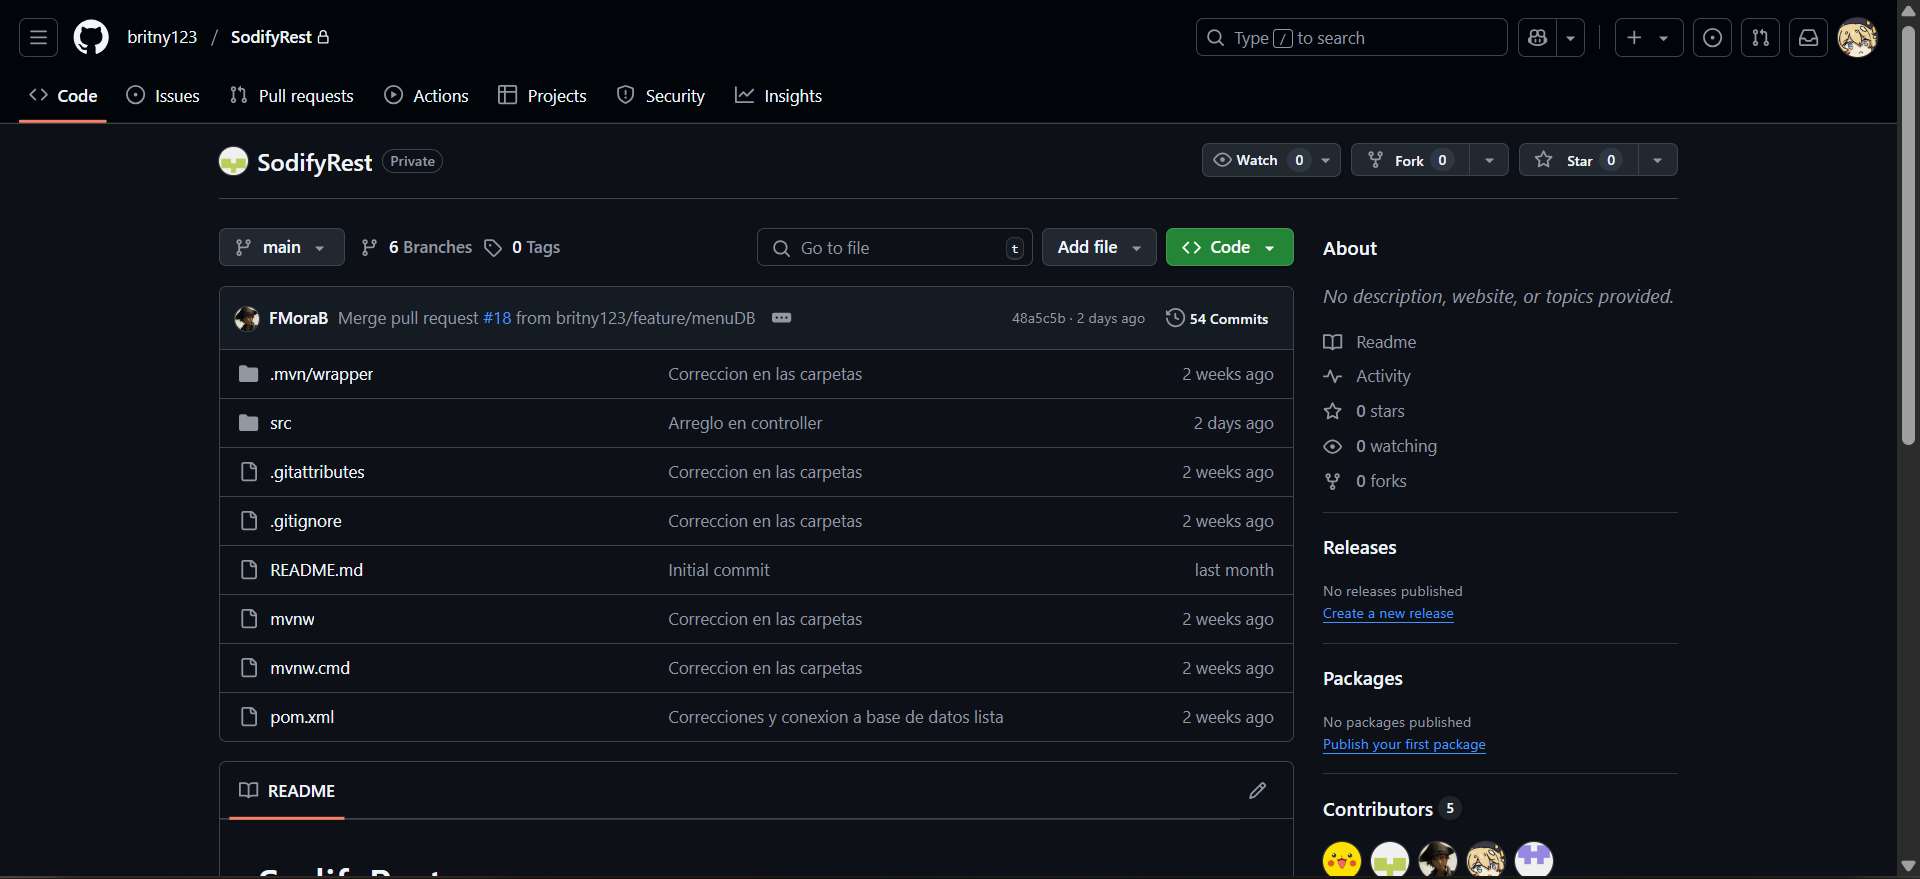 britny123 / SodifyRest
Type / to search
Code
Issues
Pull requests
Actions
Projects
Security
Insights
SodifyRest Private
Watch 0
Fork 0
Star 0
main
6 Branches
0 Tags
Go to file t
Add file
Code
FMoraB Merge pull request #18 from britny123/feature/menuDB
48a5c5b · 2 days ago
54 Commits
.mvn/wrapper Correccion en las carpetas 2 weeks ago
src Arreglo en controller 2 days ago
.gitattributes Correccion en las carpetas 2 weeks ago
.gitignore Correccion en las carpetas 2 weeks ago
README.md Initial commit last month
mvnw Correccion en las carpetas 2 weeks ago
mvnw.cmd Correccion en las carpetas 2 weeks ago
pom.xml Correcciones y conexion a base de datos lista 2 weeks ago
README
SodifyRest
About
No description, website, or topics provided.
Readme
Activity
0 stars
0 watching
0 forks
Releases
No releases published
Create a new release
Packages
No packages published
Publish your first package
Contributors 5